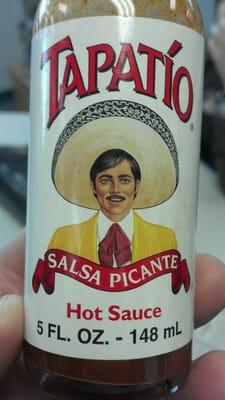 TAPATÍO®
SALSA PICANTE®
Hot Sauce
5 FL. OZ. - 148 mL